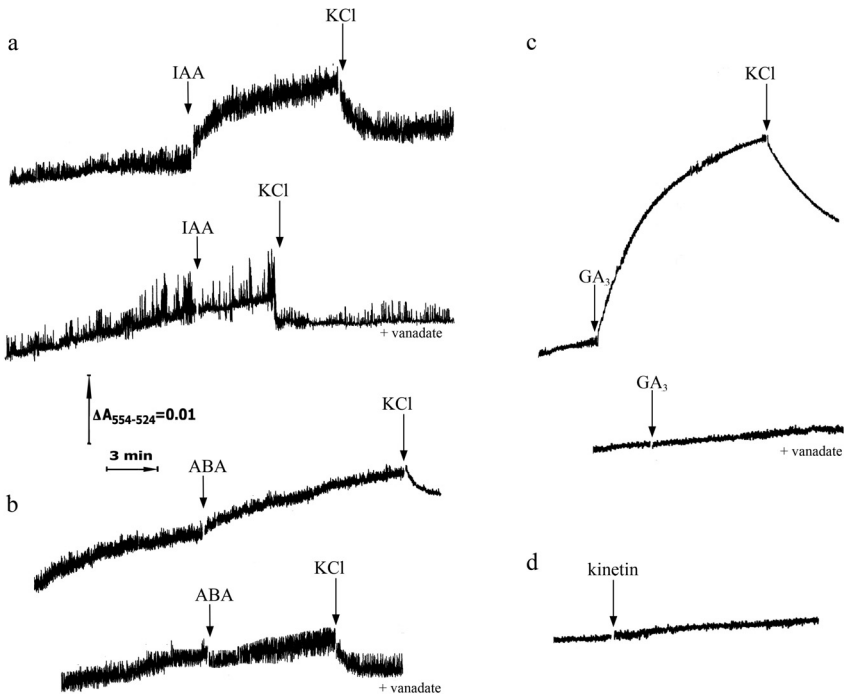 a
KCl
IAA
KCl
IAA
+ vanadate
ΔA554-524=0.01
3 min
b
KCl
ABA
KCl
ABA
+ vanadate
c
KCl
GA3
GA3
+ vanadate
d
kinetin